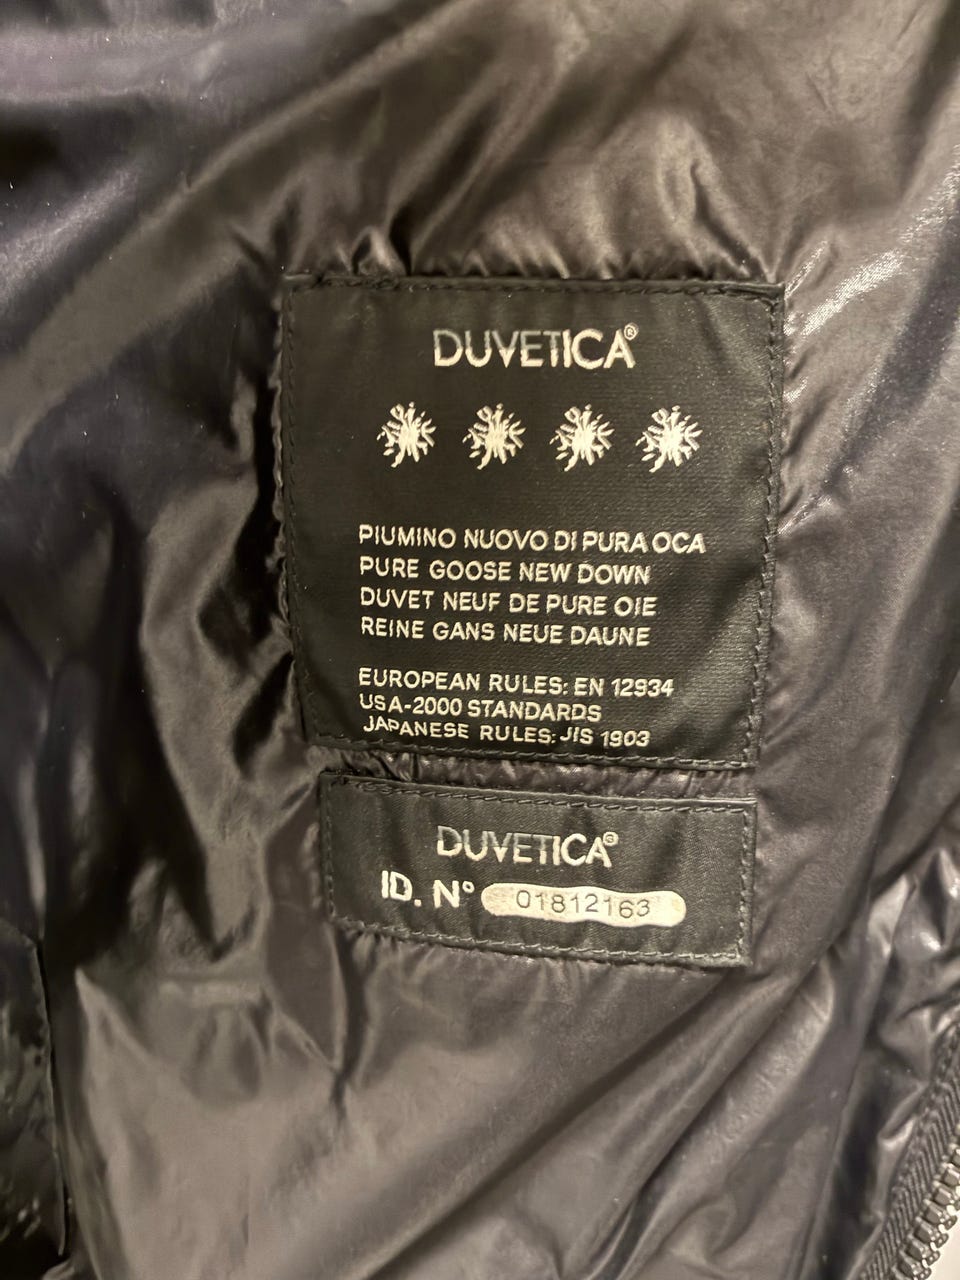 DUVETICA®
PIUMINO NUOVO DI PURA OCA
PURE GOOSE NEW DOWN
DUVET NEUF DE PURE OIE
REINE GANS NEUE DAUNE
EUROPEAN RULES: EN 12934
USA-2000 STANDARDS
JAPANESE RULES: JIS 1903
DUVETICA®
ID. N° 01812163